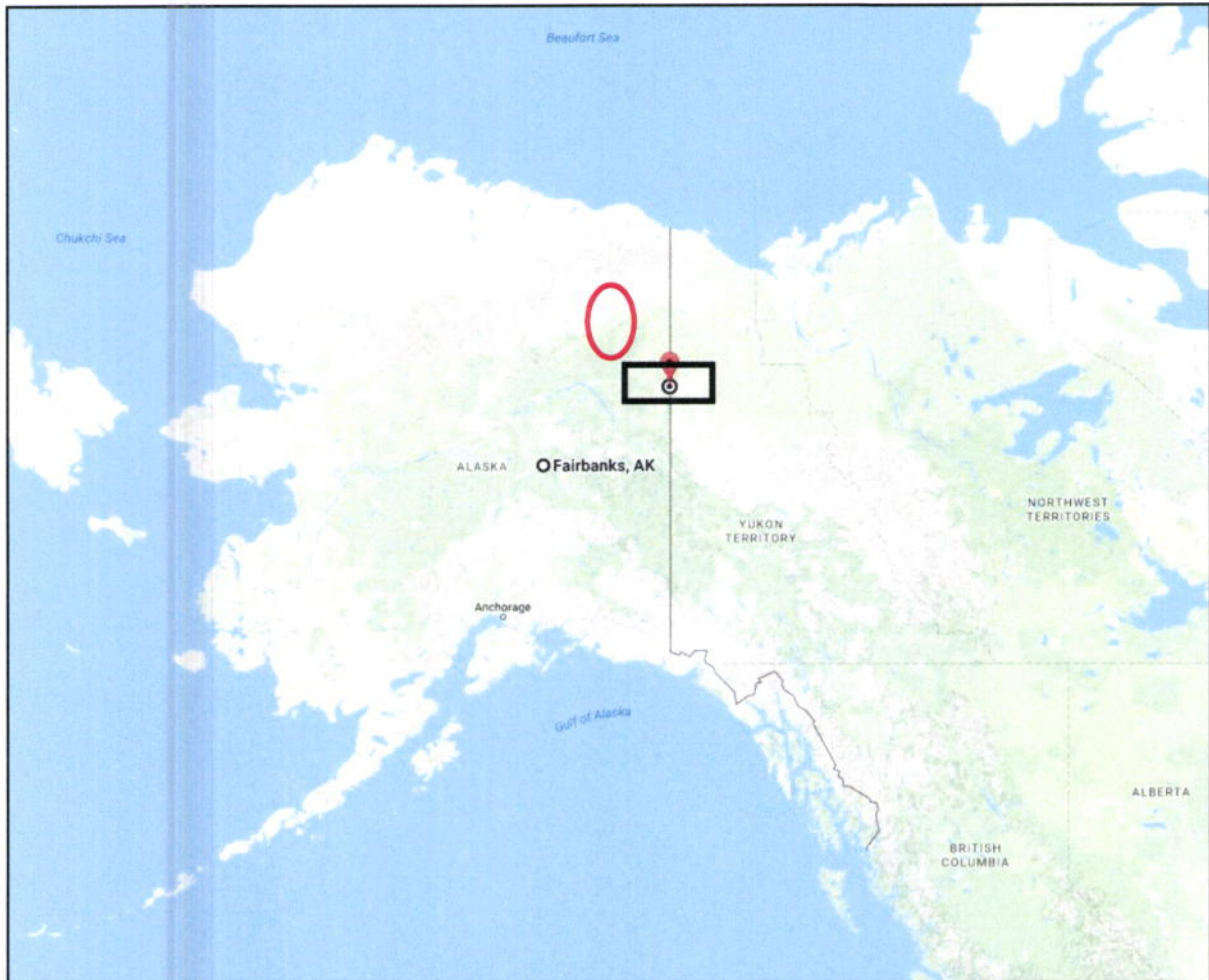 Beaufort Sea
Chukchi Sea
ALASKA
Fairbanks, AK
NORTHWEST
TERRITORIES
YUKON
TERRITORY
Anchorage
Gulf of Alaska
ALBERTA
BRITISH
COLUMBIA